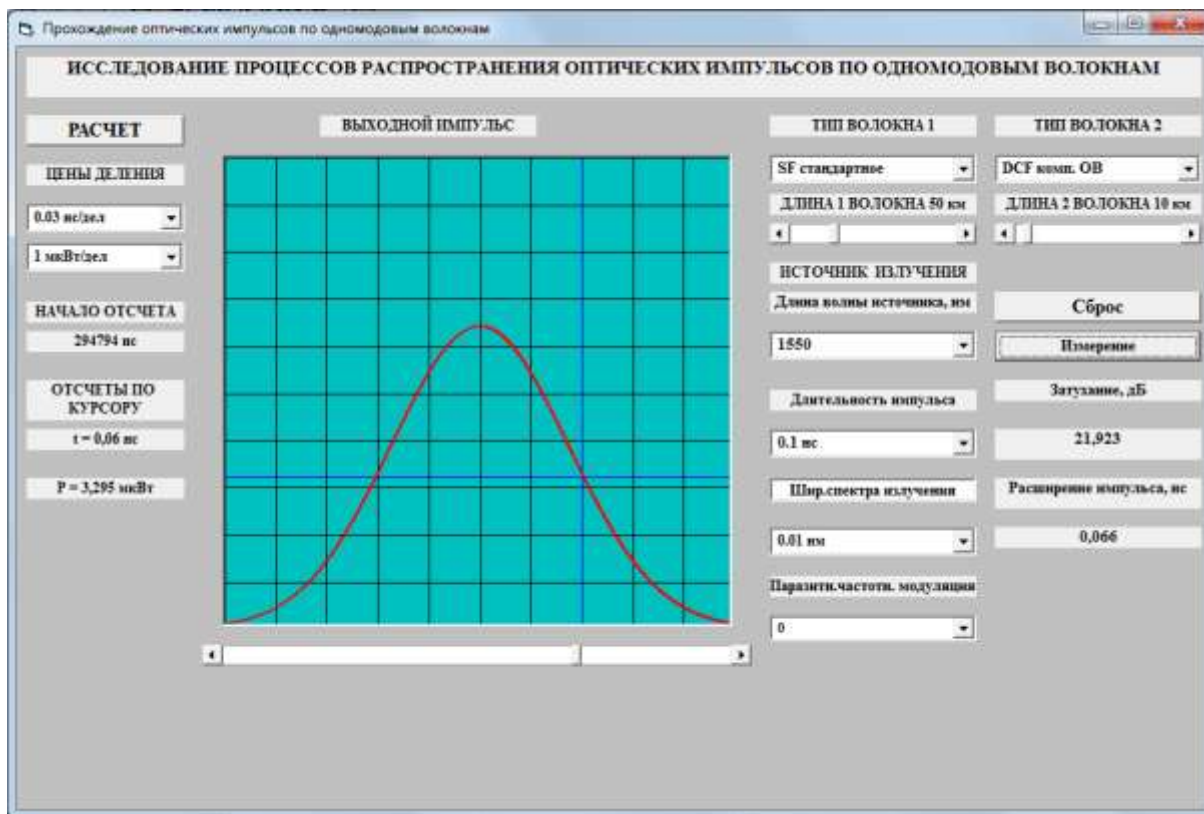 Прохождение оптических импульсов по одномодовым волокнам
ИССЛЕДОВАНИЕ ПРОЦЕССОВ РАСПРОСТРАНЕНИЯ ОПТИЧЕСКИХ ИМПУЛЬСОВ ПО ОДНОМОДОВЫМ ВОЛОКНАМ
РАСЧЕТ
ЦЕНЫ ДЕЛЕНИЯ
0.03 нс/дел
1 мкВт/дел
НАЧАЛО ОТСЧЕТА
294794 нс
ОТСЧЕТЫ ПО
КУРСОРУ
t = 0,06 нс
P = 3,295 мкВт
ВЫХОДНОЙ ИМПУЛЬС
ТИП ВОЛОКНА 1
SF стандартное
ДЛИНА 1 ВОЛОКНА 50 км
ИСТОЧНИК ИЗЛУЧЕНИЯ
Длина волны источника, нм
1550
Длительность импульса
0.1 нс
Шир.спектра излучения
0.01 нм
Паразитн.частотн. модуляция
0
ТИП ВОЛОКНА 2
DCF комп. ОВ
ДЛИНА 2 ВОЛОКНА 10 км
Сброс
Измерение
Затухание, дБ
21,923
Расширение импульса, нс
0,066